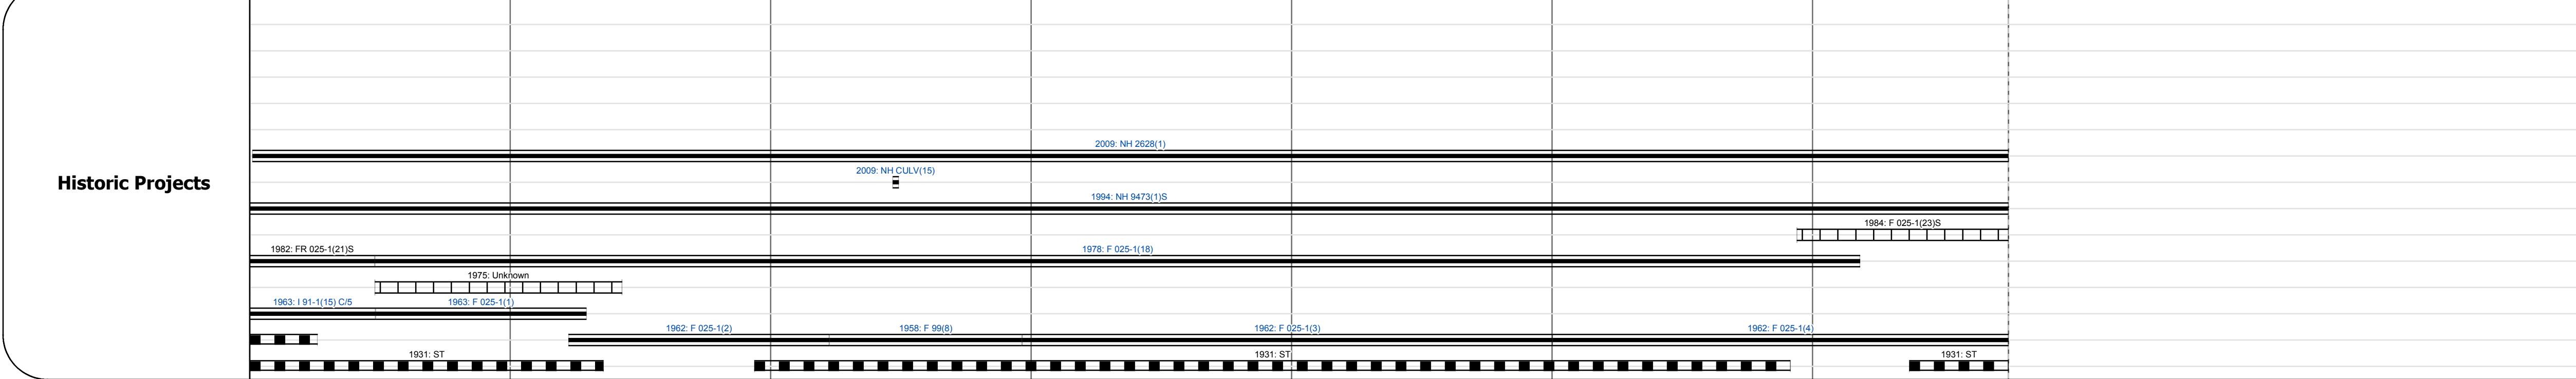 2009: NH 2628(1)
2009: NH CULV(15)
Historic Projects
1994: NH 9473(1)S
1984: F 025-1(23)S
1982: FR 025-1(21)S
1978: F 025-1(18)
1975: Unknown
1963: I 91-1(15) C/5
1963: F 025-1(1)
1962: F 025-1(2)
1958: F 99(8)
1962: F 025-1(3)
1962: F 025-1(4)
1931: ST
1931: ST
1931: ST